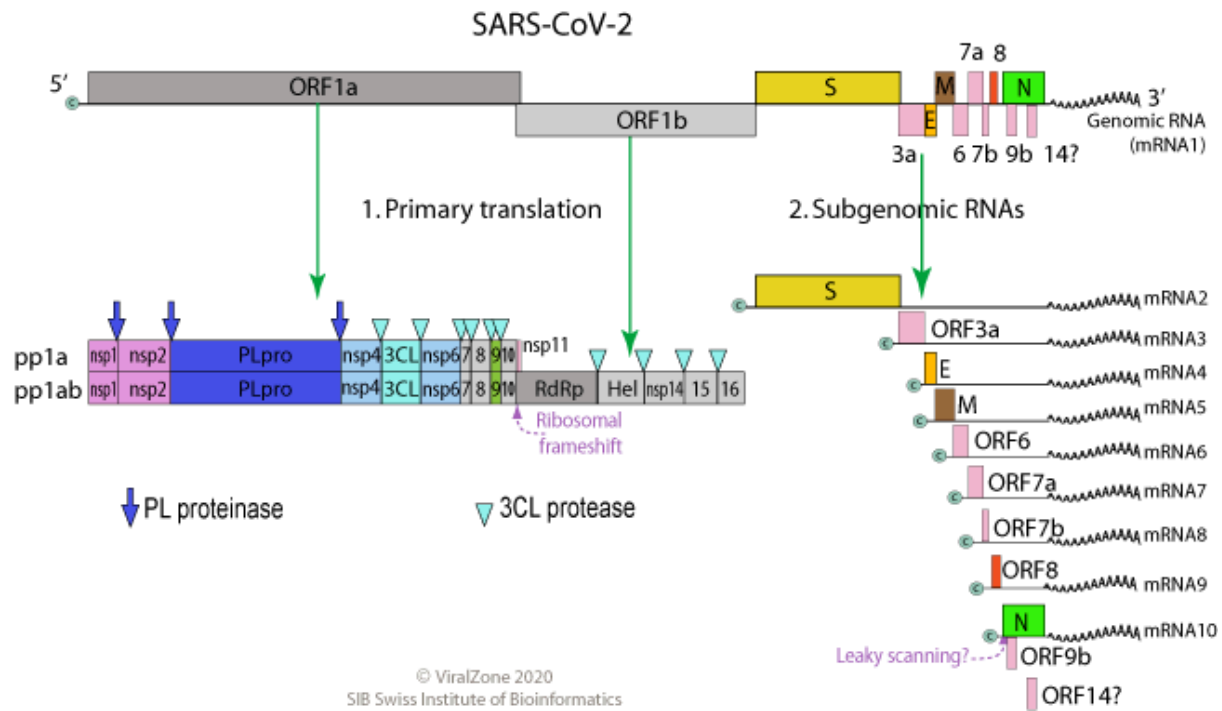 SARS-CoV-2
7a 8
5′ ORF1a S M N 3′
c ORF1b E Genomic RNA
3a 6 7b 9b 14? (mRNA1)
1. Primary translation 2. Subgenomic RNAs
c S mRNA2
c ORF3a mRNA3
pp1a nsp1 nsp2 PLpro nsp4 3CL nsp6 7 8 9 10 nsp11
c E mRNA4
pp1ab nsp1 nsp2 PLpro nsp4 3CL nsp6 7 8 9 10 RdRp Hel nsp14 15 16
c M mRNA5
Ribosomal
frameshift
c ORF6 mRNA6
c ORF7a mRNA7
PL proteinase 3CL protease
c ORF7b mRNA8
c ORF8 mRNA9
c N mRNA10
Leaky scanning? ORF9b
© ViralZone 2020
SIB Swiss Institute of Bioinformatics
ORF14?